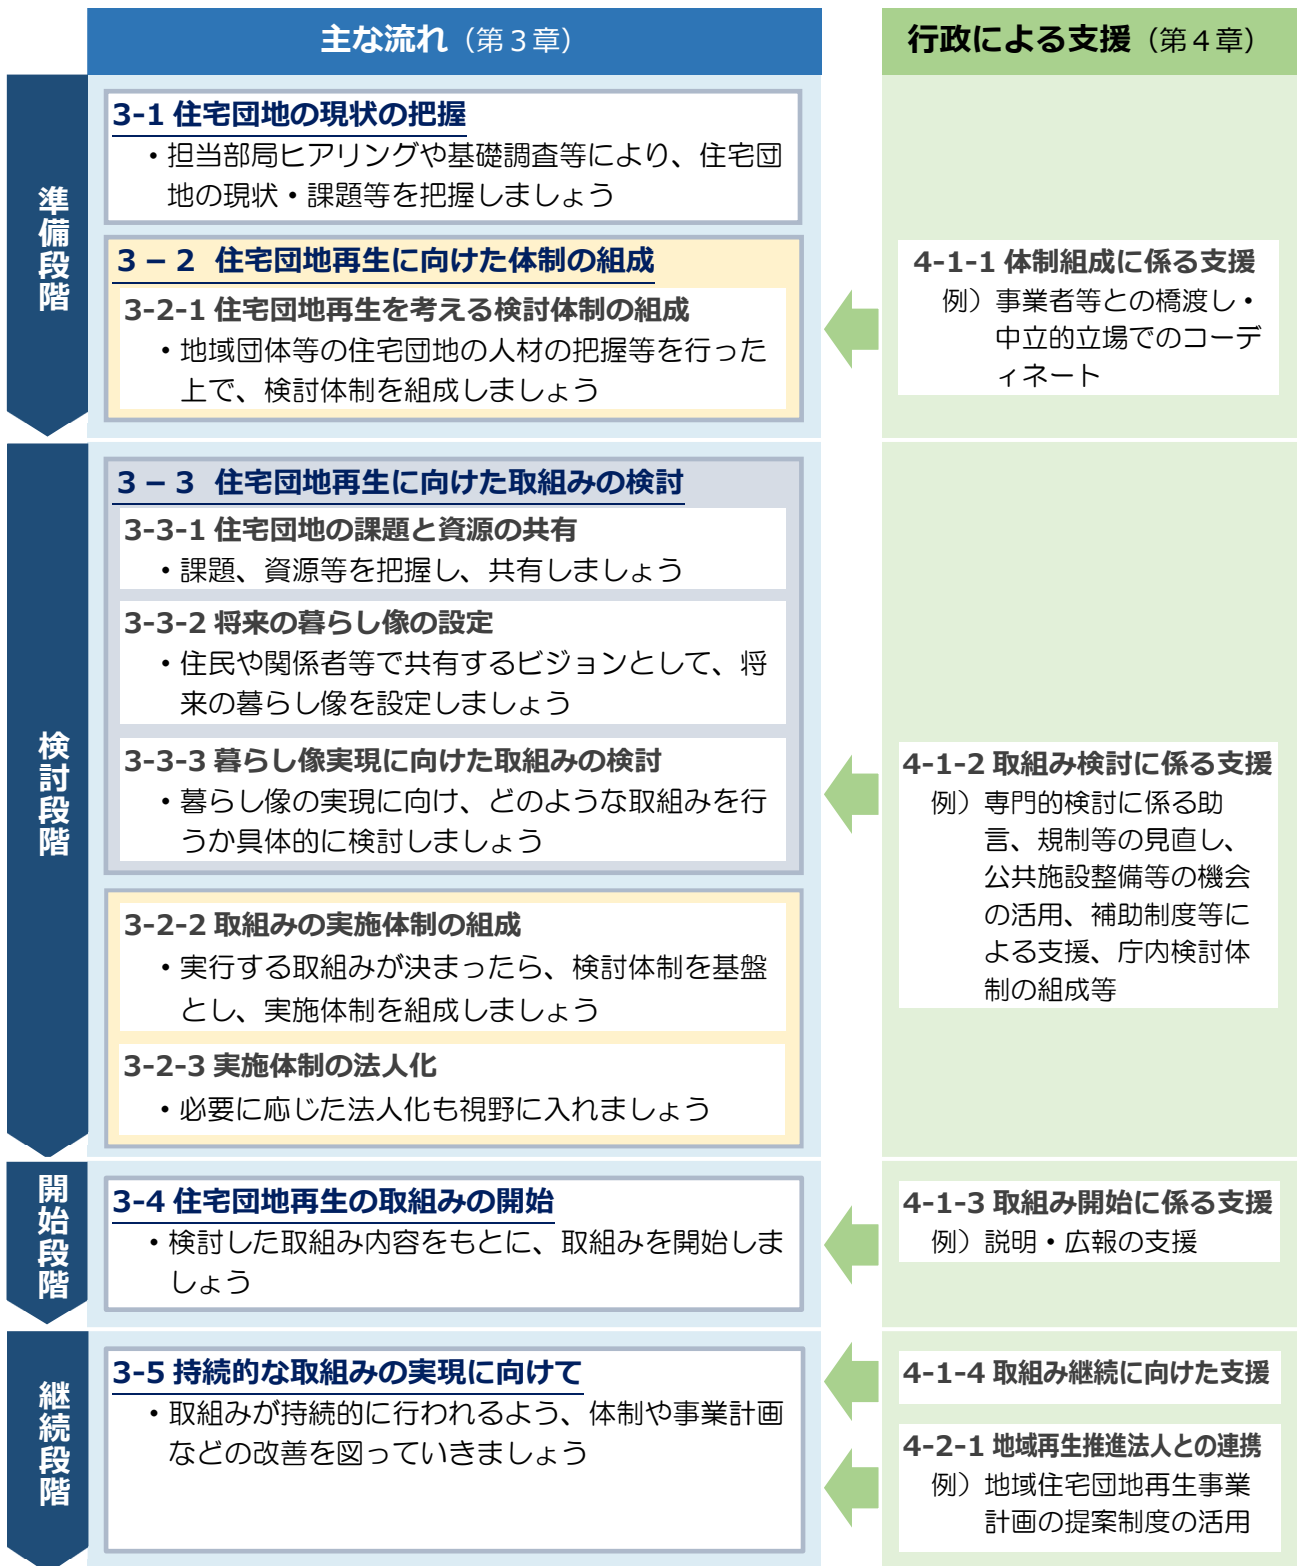 主な流れ（第３章）
行政による支援（第４章）
準備段階
3-1 住宅団地の現状の把握
・担当部局ヒアリングや基礎調査等により、住宅団
地の現状・課題等を把握しましょう
３－２ 住宅団地再生に向けた体制の組成
3-2-1 住宅団地再生を考える検討体制の組成
・地域団体等の住宅団地の人材の把握等を行った
上で、検討体制を組成しましょう
4-1-1 体制組成に係る支援
例）事業者等との橋渡し・
中立的立場でのコーデ
ィネート
検討段階
３－３ 住宅団地再生に向けた取組みの検討
3-3-1 住宅団地の課題と資源の共有
・課題、資源等を把握し、共有しましょう
3-3-2 将来の暮らし像の設定
・住民や関係者等で共有するビジョンとして、将
来の暮らし像を設定しましょう
3-3-3 暮らし像実現に向けた取組みの検討
・暮らし像の実現に向け、どのような取組みを行
うか具体的に検討しましょう
3-2-2 取組みの実施体制の組成
・実行する取組みが決まったら、検討体制を基盤
とし、実施体制を組成しましょう
3-2-3 実施体制の法人化
・必要に応じた法人化も視野に入れましょう
4-1-2 取組み検討に係る支援
例）専門的検討に係る助
言、規制等の見直し、
公共施設整備等の機会
の活用、補助制度等に
よる支援、庁内検討体
制の組成等
開始段階
3-4 住宅団地再生の取組みの開始
・検討した取組み内容をもとに、取組みを開始しま
しょう
4-1-3 取組み開始に係る支援
例）説明・広報の支援
継続段階
3-5 持続的な取組みの実現に向けて
・取組みが持続的に行われるよう、体制や事業計画
などの改善を図っていきましょう
4-1-4 取組み継続に向けた支援
4-2-1 地域再生推進法人との連携
例）地域住宅団地再生事業
計画の提案制度の活用